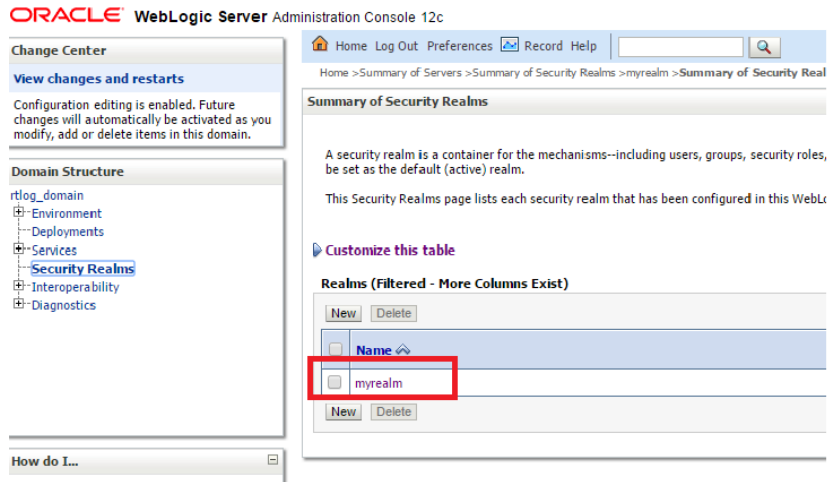 ORACLE WebLogic Server Administration Console 12c
Change Center
View changes and restarts
Configuration editing is enabled. Future
changes will automatically be activated as you
modify, add or delete items in this domain.
Domain Structure
rtlog_domain
Environment
Deployments
Services
Security Realms
Interoperability
Diagnostics
How do I...
Home Log Out Preferences Record Help
Home >Summary of Servers >Summary of Security Realms >myrealm >Summary of Security Real
Summary of Security Realms
A security realm is a container for the mechanisms--including users, groups, security roles,
be set as the default (active) realm.
This Security Realms page lists each security realm that has been configured in this WebLo
Customize this table
Realms (Filtered - More Columns Exist)
New Delete
Name
myrealm
New Delete